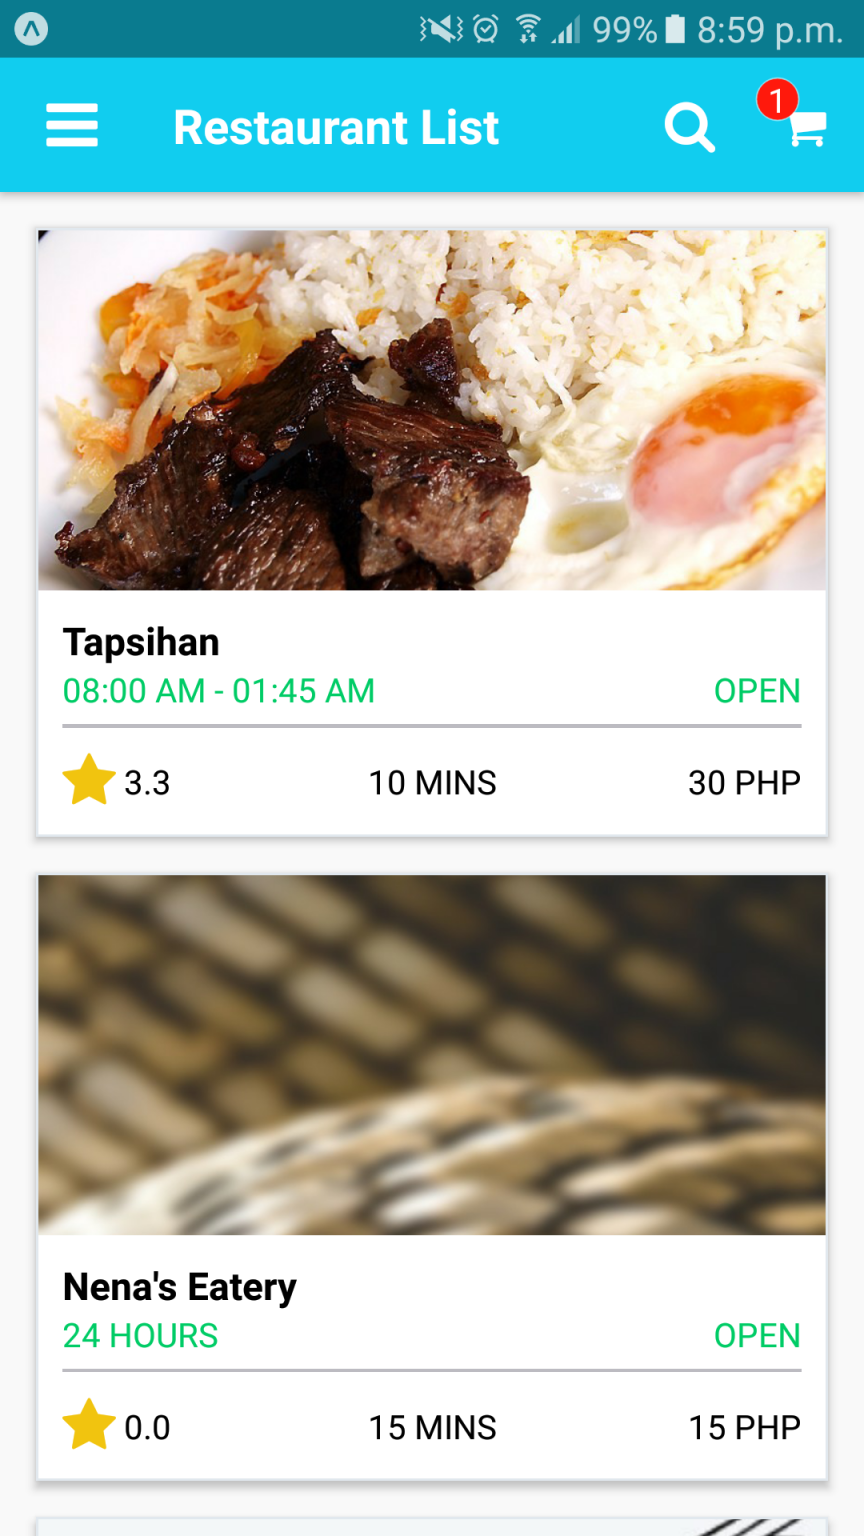 99% 8:59 p.m.
Restaurant List
1
Tapsihan
08:00 AM - 01:45 AM OPEN
3.3 10 MINS 30 PHP
Nena's Eatery
24 HOURS OPEN
0.0 15 MINS 15 PHP